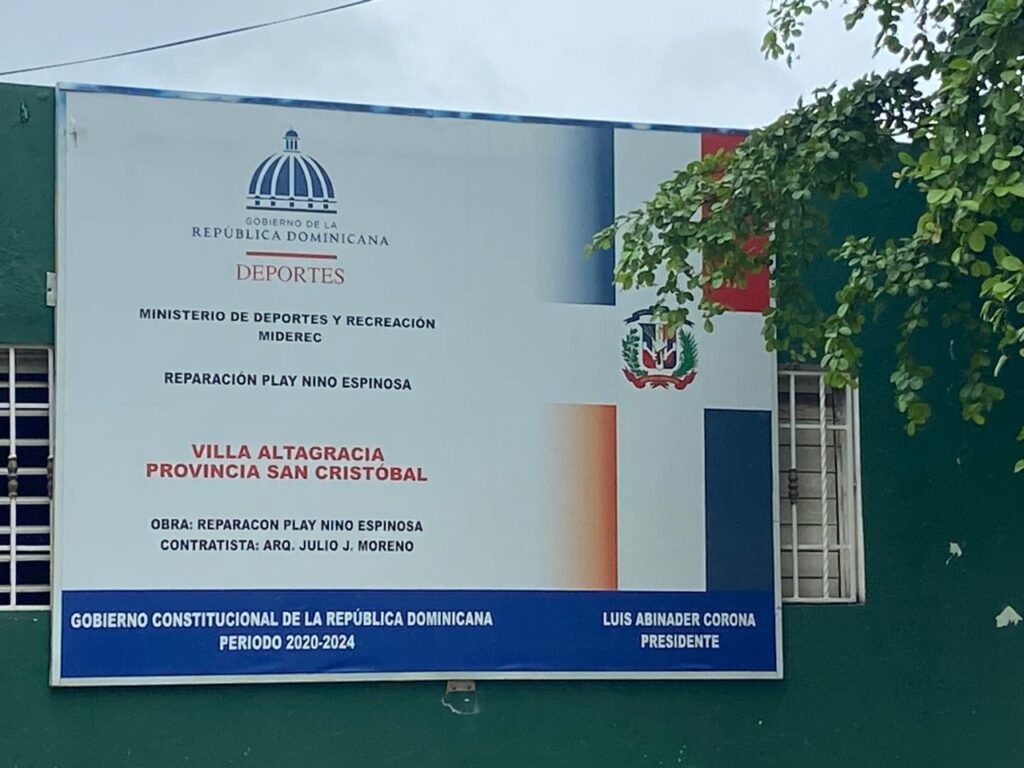 GOBIERNO DE LA
REPÚBLICA DOMINICANA
DEPORTES
MINISTERIO DE DEPORTES Y RECREACIÓN
MIDEREC
REPARACIÓN PLAY NINO ESPINOSA
VILLA ALTAGRACIA
PROVINCIA SAN CRISTÓBAL
OBRA: REPARACON PLAY NINO ESPINOSA
CONTRATISTA: ARQ. JULIO J. MORENO
GOBIERNO CONSTITUCIONAL DE LA REPÚBLICA DOMINICANA
PERIODO 2020-2024
LUIS ABINADER CORONA
PRESIDENTE